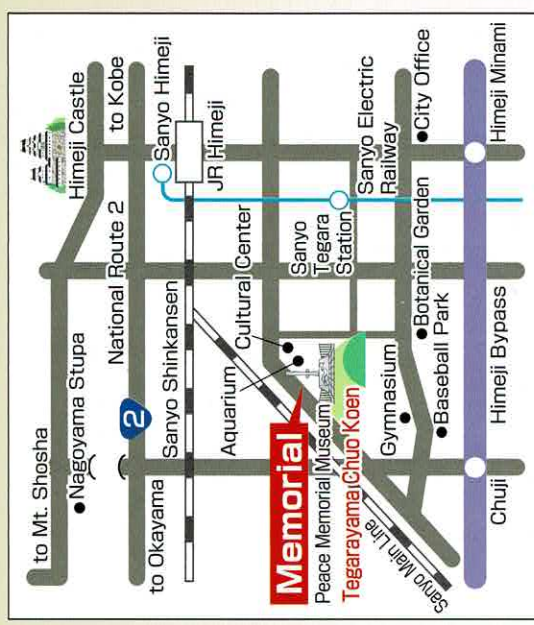 to Mt. Shosha
Nagoyama Stupa
Himeji Castle
to Kobe
National Route 2
2
to Okayama
Sanyo Himeji
JR Himeji
Sanyo Shinkansen
Cultural Center
Aquarium
Sanyo
Tegara
Station
Sanyo Electric
Railway
Memorial
Peace Memorial Museum
Tegarayama Chuo Koen
Sanyo Main Line
Gymnasium
Botanical Garden
Baseball Park
City Office
Chuji
Himeji Bypass
Himeji Minami